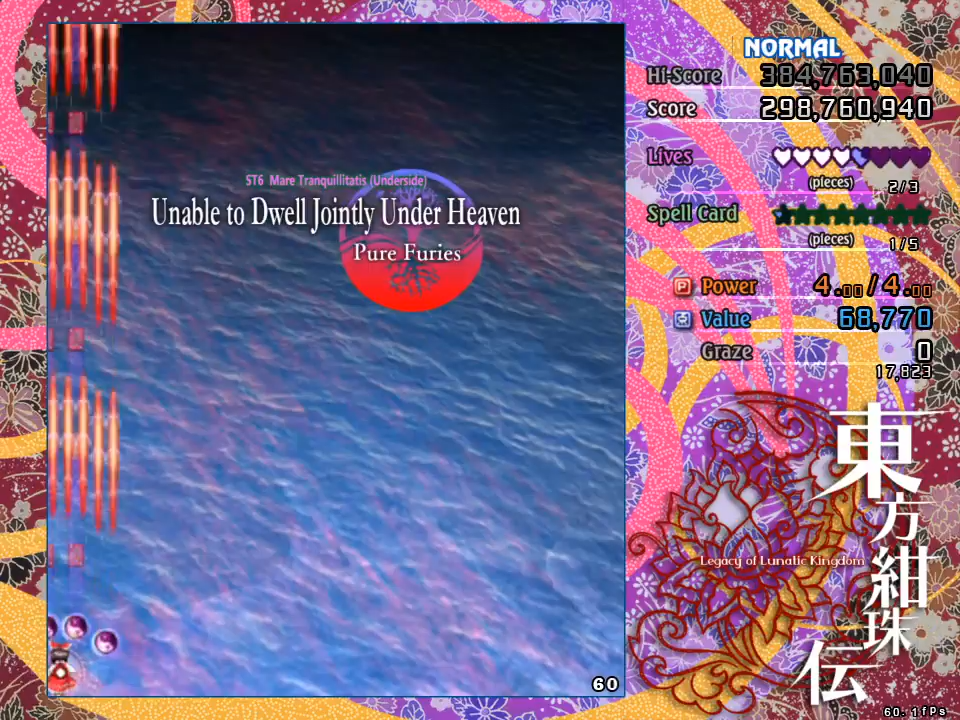 NORMAL
Hi-Score 384,763,040
Score 298,760,940
Lives
(pieces) 2/3
Spell Card
(pieces) 1/5
Power 4.00/4.00
Value 68,770
Graze 0
17,823
ST6 Mare Tranquillitatis (Underside)
Unable to Dwell Jointly Under Heaven
Pure Furies
東方紺珠伝
Legacy of Lunatic Kingdom
60
60.1fps